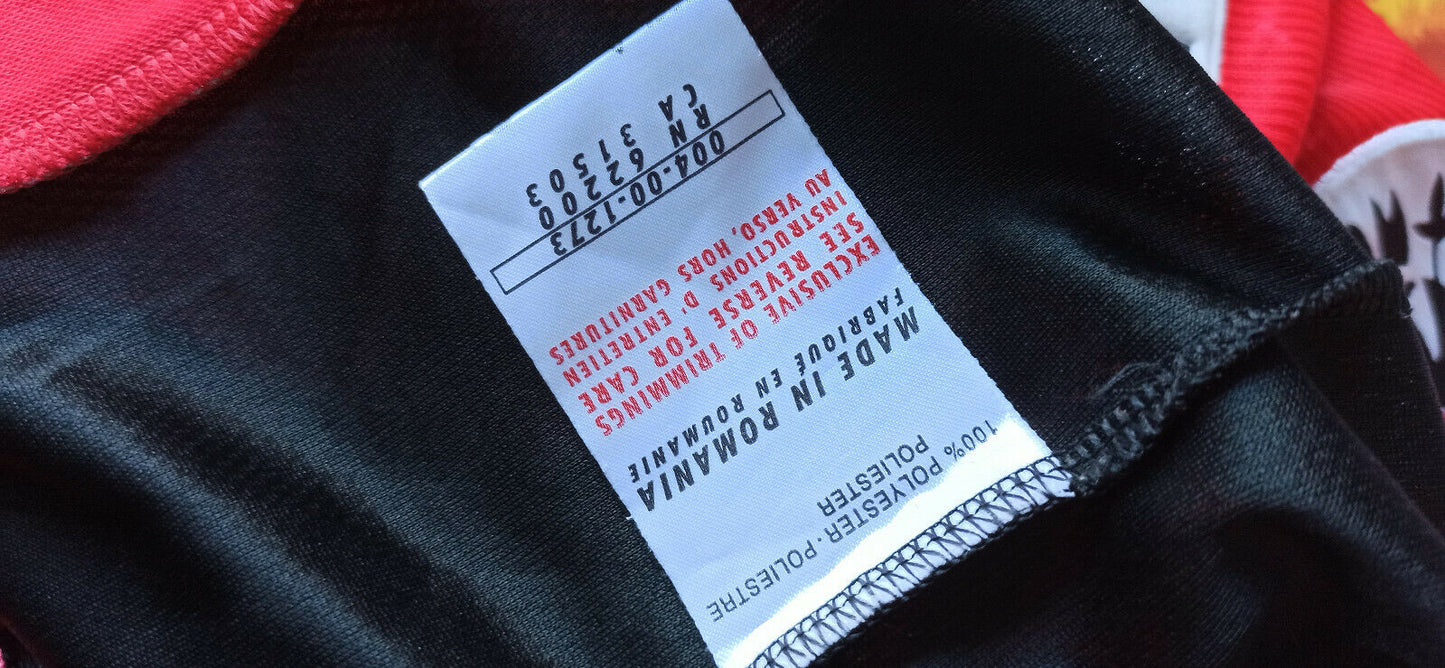 100% POLYESTER · POLIESTRE
POLIESTER
MADE IN ROMANIA
FABRIQUÉ EN ROUMANIE
EXCLUSIVE OF TRIMMINGS
SEE REVERSE FOR CARE
INSTRUCTIONS D' ENTRETIEN
AU VERSO, HORS GARNITURES
004-00-1273
RN 62200
CA 31503